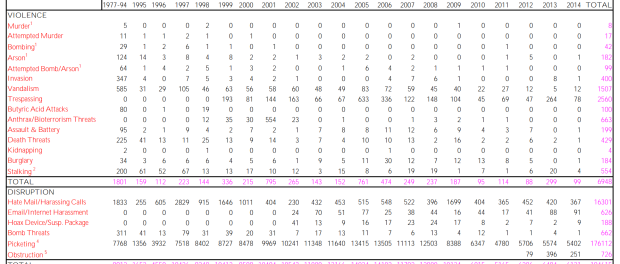 1977-94 1995 1996 1997 1998 1999 2000 2001 2002 2003 2004 2005 2006 2007 2008 2009 2010 2011 2012 2013 2014 TOTAL
VIOLENCE
Murder¹ 5 0 0 0 2 0 0 0 0 0 0 0 0 0 0 1 0 0 0 0 0 8
Attempted Murder 11 1 1 2 1 0 1 0 0 0 0 0 0 0 0 0 0 0 0 0 0 17
Bombing¹ 29 1 2 6 1 1 0 1 0 0 0 0 0 0 0 0 0 0 1 0 0 42
Arson¹ 124 14 3 8 4 8 2 2 1 3 2 2 0 2 0 0 1 1 5 0 1 182
Attempted Bomb/Arson¹ 64 1 4 2 5 1 3 2 0 0 1 6 4 2 1 1 1 1 0 0 0 99
Invasion 347 4 0 7 5 3 4 2 1 0 0 0 4 7 6 1 0 0 0 8 1 400
Vandalism 585 31 29 105 46 63 56 58 60 48 49 83 72 59 45 40 22 27 12 5 12 1507
Trespassing 0 0 0 0 0 193 81 144 163 66 67 633 336 122 148 104 45 69 47 264 78 2560
Butyric Acid Attacks 80 0 1 0 19 0 0 0 0 0 0 0 0 0 0 0 0 0 0 0 0 100
Anthrax/Bioterrorism Threats 0 0 0 0 12 35 30 554 23 0 1 0 0 1 3 2 1 1 0 0 0 663
Assault & Battery 95 2 1 9 4 2 7 2 1 7 8 8 11 12 6 9 4 3 7 0 1 199
Death Threats 225 41 13 11 25 13 9 14 3 7 4 10 10 13 2 16 2 2 6 2 1 429
Kidnapping 2 0 0 0 1 0 0 0 0 0 0 0 0 0 0 0 0 0 0 0 1 4
Burglary 34 3 6 6 6 4 5 6 1 9 5 11 30 12 7 12 13 8 5 0 1 184
Stalking ² 200 61 52 67 13 13 17 10 12 3 15 8 6 19 19 1 7 1 6 20 4 554
TOTAL 1801 159 112 223 144 336 215 795 265 143 152 761 474 249 237 187 95 114 88 299 99 6948
DISRUPTION
Hate Mail/Harassing Calls 1833 255 605 2829 915 1646 1011 404 230 432 453 515 548 522 396 1699 404 365 452 420 367 16301
Email/Internet Harassment 0 0 0 0 0 0 0 0 24 70 51 77 25 38 44 16 44 17 41 88 91 626
Hoax Device/Susp. Package 0 0 0 0 0 0 0 0 41 13 9 16 17 23 24 17 8 2 7 2 9 188
Bomb Threats 311 41 13 79 31 39 20 31 7 17 13 11 7 6 13 4 12 1 1 0 1
Picketing ⁴ 7768 1356 3932 7518 8402 8727 8478 9969 10241 11348 11640 13415 13505 11113 12503 8388 6347 4780 5706 5574 5402 176112
Obstruction ⁵ 79 396 251 726
TOTAL